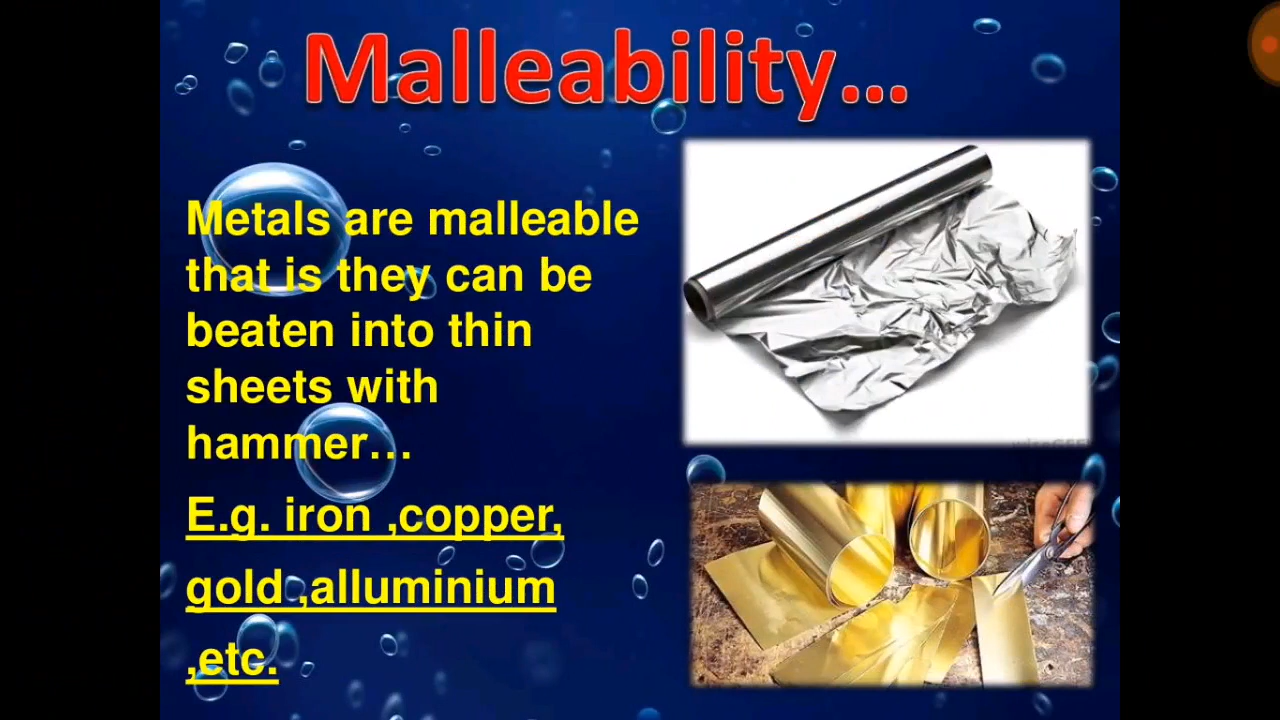 Malleability...
Metals are malleable
that is they can be
beaten into thin
sheets with
hammer...
E.g. iron ,copper,
gold ,alluminium
,etc.